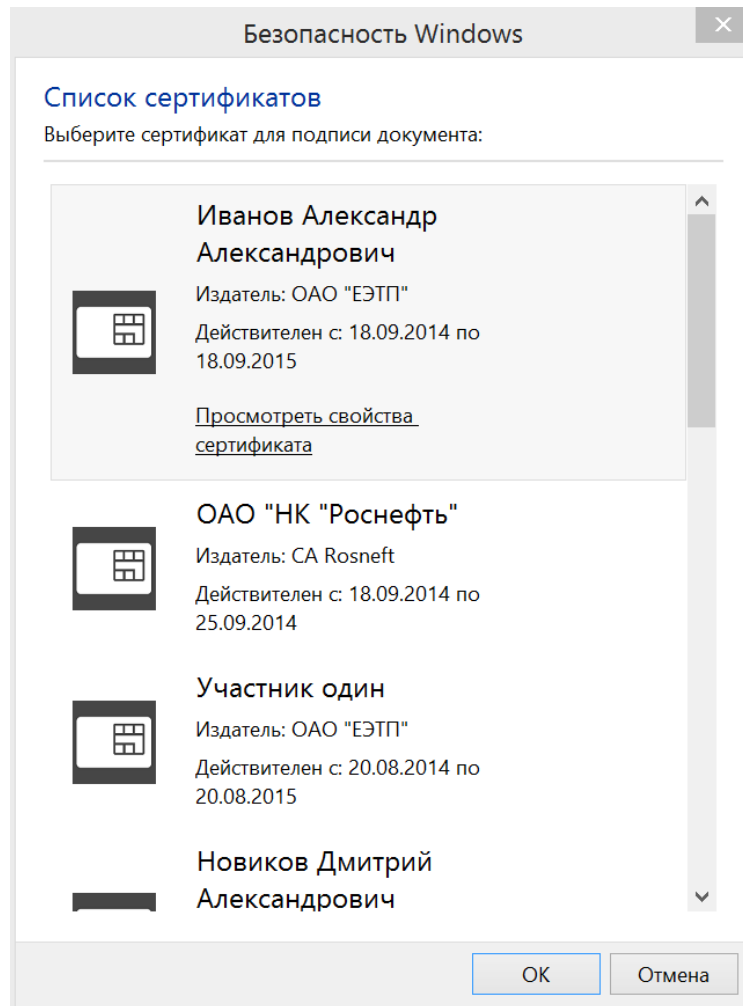 Безопасность Windows
Список сертификатов
Выберите сертификат для подписи документа:
Иванов Александр
Александрович
Издатель: ОАО "ЕЭТП"
Действителен с: 18.09.2014 по
18.09.2015
Просмотреть свойства
сертификата
ОАО "НК "Роснефть"
Издатель: CA Rosneft
Действителен с: 18.09.2014 по
25.09.2014
Участник один
Издатель: ОАО "ЕЭТП"
Действителен с: 20.08.2014 по
20.08.2015
Новиков Дмитрий
Александрович
ОК
Отмена